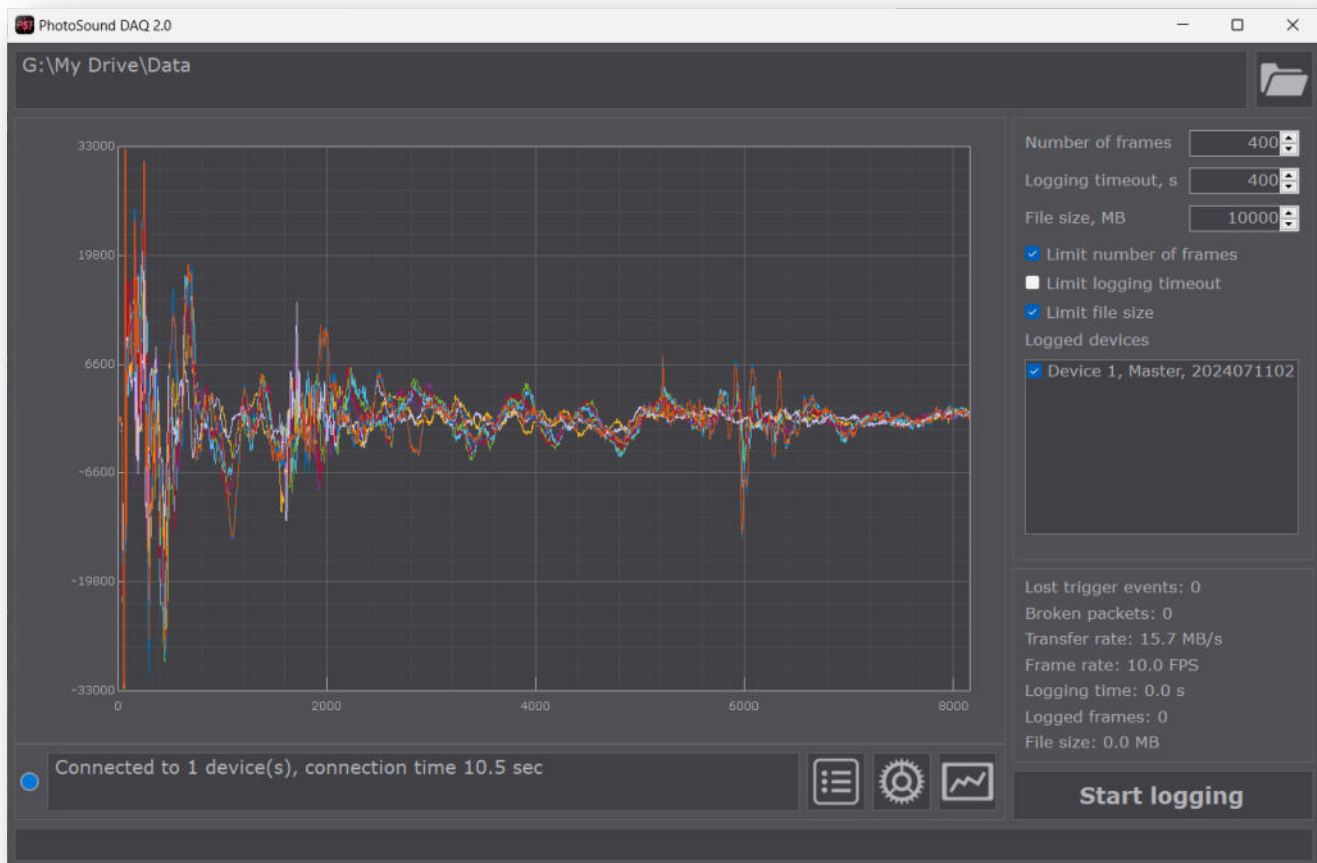 PhotoSound DAQ 2.0
G:\My Drive\Data
33000
19800
6600
-6600
-19800
-33000
0
2000
4000
6000
8000
Number of frames 400
Logging timeout, s 400
File size, MB 10000
Limit number of frames
Limit logging timeout
Limit file size
Logged devices
Device 1, Master, 2024071102
Lost trigger events: 0
Broken packets: 0
Transfer rate: 15.7 MB/s
Frame rate: 10.0 FPS
Logging time: 0.0 s
Logged frames: 0
File size: 0.0 MB
Connected to 1 device(s), connection time 10.5 sec
Start logging